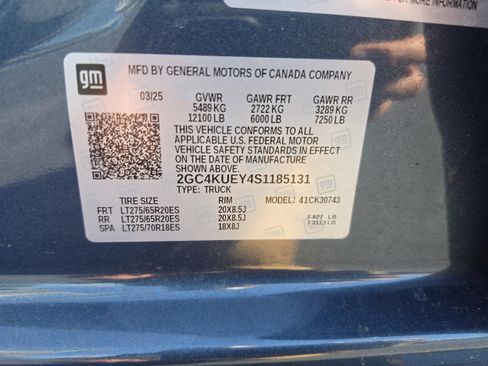 FOR MORE INFORMATION
gm
MFD BY GENERAL MOTORS OF CANADA COMPANY
03/25 GVWR GAWR FRT GAWR RR
5489 KG 2722 KG 3289 KG
12100 LB 6000 LB 7250 LB
THIS VEHICLE CONFORMS TO ALL
APPLICABLE U.S. FEDERAL MOTOR
VEHICLE SAFETY STANDARDS IN
EFFECT ON THE DATE OF
MANUFACTURE SHOWN ABOVE.
2GC4KUEY4S1185131
TYPE: TRUCK MODEL: 41CK30743
TIRE SIZE RIM
FRT LT275/65R20ES 20X8.5J
RR LT275/65R20ES 20X8.5J
SPA LT275/70R18ES 18X8J